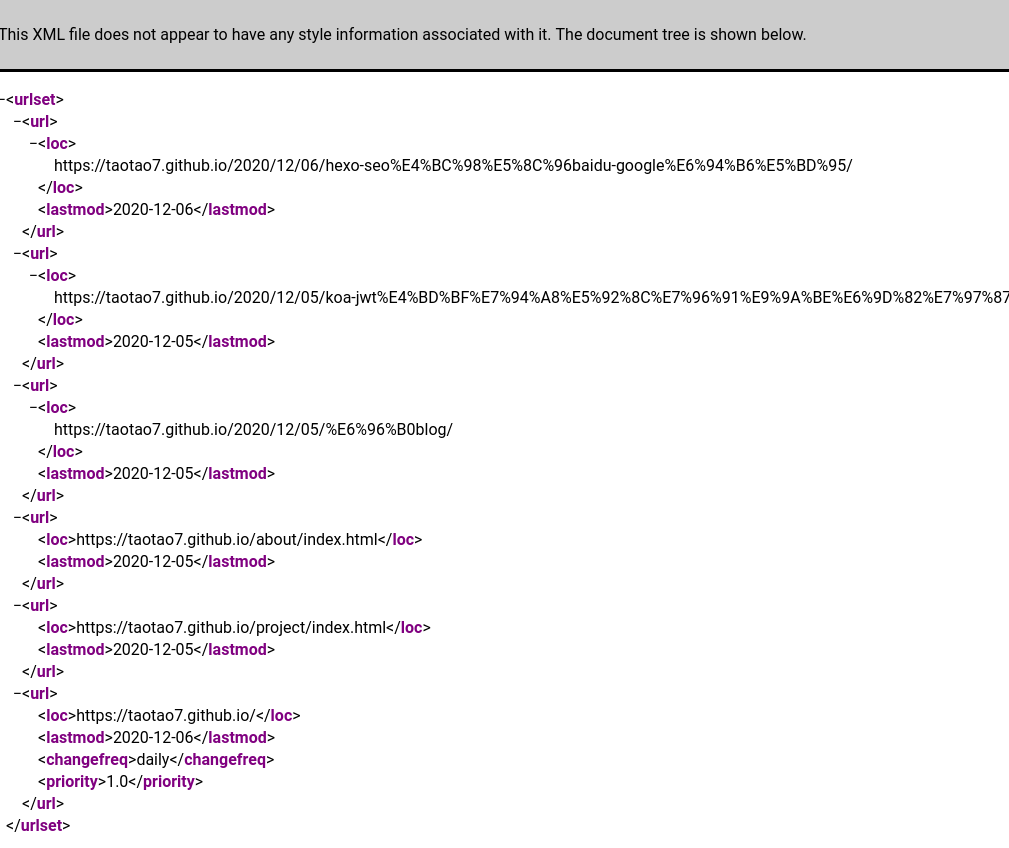 This XML file does not appear to have any style information associated with it. The document tree is shown below.
−<urlset>
−<url>
−<loc>
https://taotao7.github.io/2020/12/06/hexo-seo%E4%BC%98%E5%8C%96baidu-google%E6%94%B6%E5%BD%95/
</loc>
<lastmod>2020-12-06</lastmod>
</url>
−<url>
−<loc>
https://taotao7.github.io/2020/12/05/koa-jwt%E4%BD%BF%E7%94%A8%E5%92%8C%E7%96%91%E9%9A%BE%E6%9D%82%E7%97%87
</loc>
<lastmod>2020-12-05</lastmod>
</url>
−<url>
−<loc>
https://taotao7.github.io/2020/12/05/%E6%96%B0blog/
</loc>
<lastmod>2020-12-05</lastmod>
</url>
−<url>
<loc>https://taotao7.github.io/about/index.html</loc>
<lastmod>2020-12-05</lastmod>
</url>
−<url>
<loc>https://taotao7.github.io/project/index.html</loc>
<lastmod>2020-12-05</lastmod>
</url>
−<url>
<loc>https://taotao7.github.io/</loc>
<lastmod>2020-12-06</lastmod>
<changefreq>daily</changefreq>
<priority>1.0</priority>
</url>
</urlset>